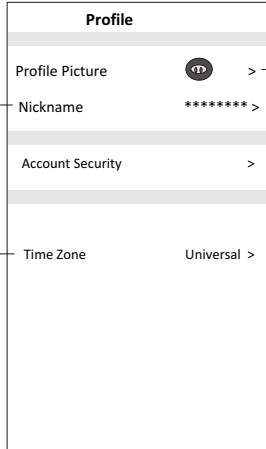 Profile
Profile Picture >
Nickname ******** >
Account Security >
Time Zone Universal >